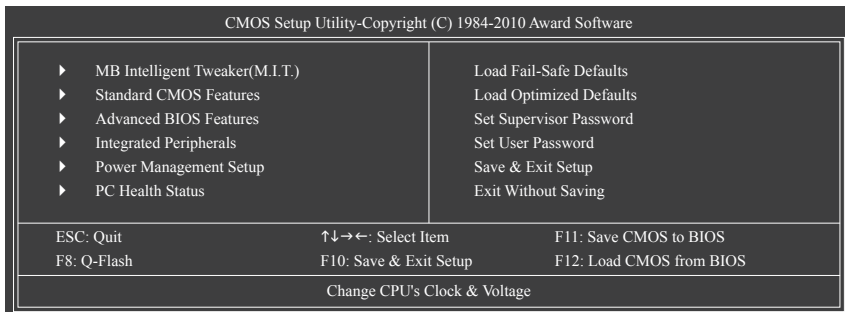 CMOS Setup Utility-Copyright (C) 1984-2010 Award Software
MB Intelligent Tweaker(M.I.T.)
Standard CMOS Features
Advanced BIOS Features
Integrated Peripherals
Power Management Setup
PC Health Status
Load Fail-Safe Defaults
Load Optimized Defaults
Set Supervisor Password
Set User Password
Save & Exit Setup
Exit Without Saving
ESC: Quit ↑↓→←: Select Item F11: Save CMOS to BIOS
F8: Q-Flash F10: Save & Exit Setup F12: Load CMOS from BIOS
Change CPU's Clock & Voltage